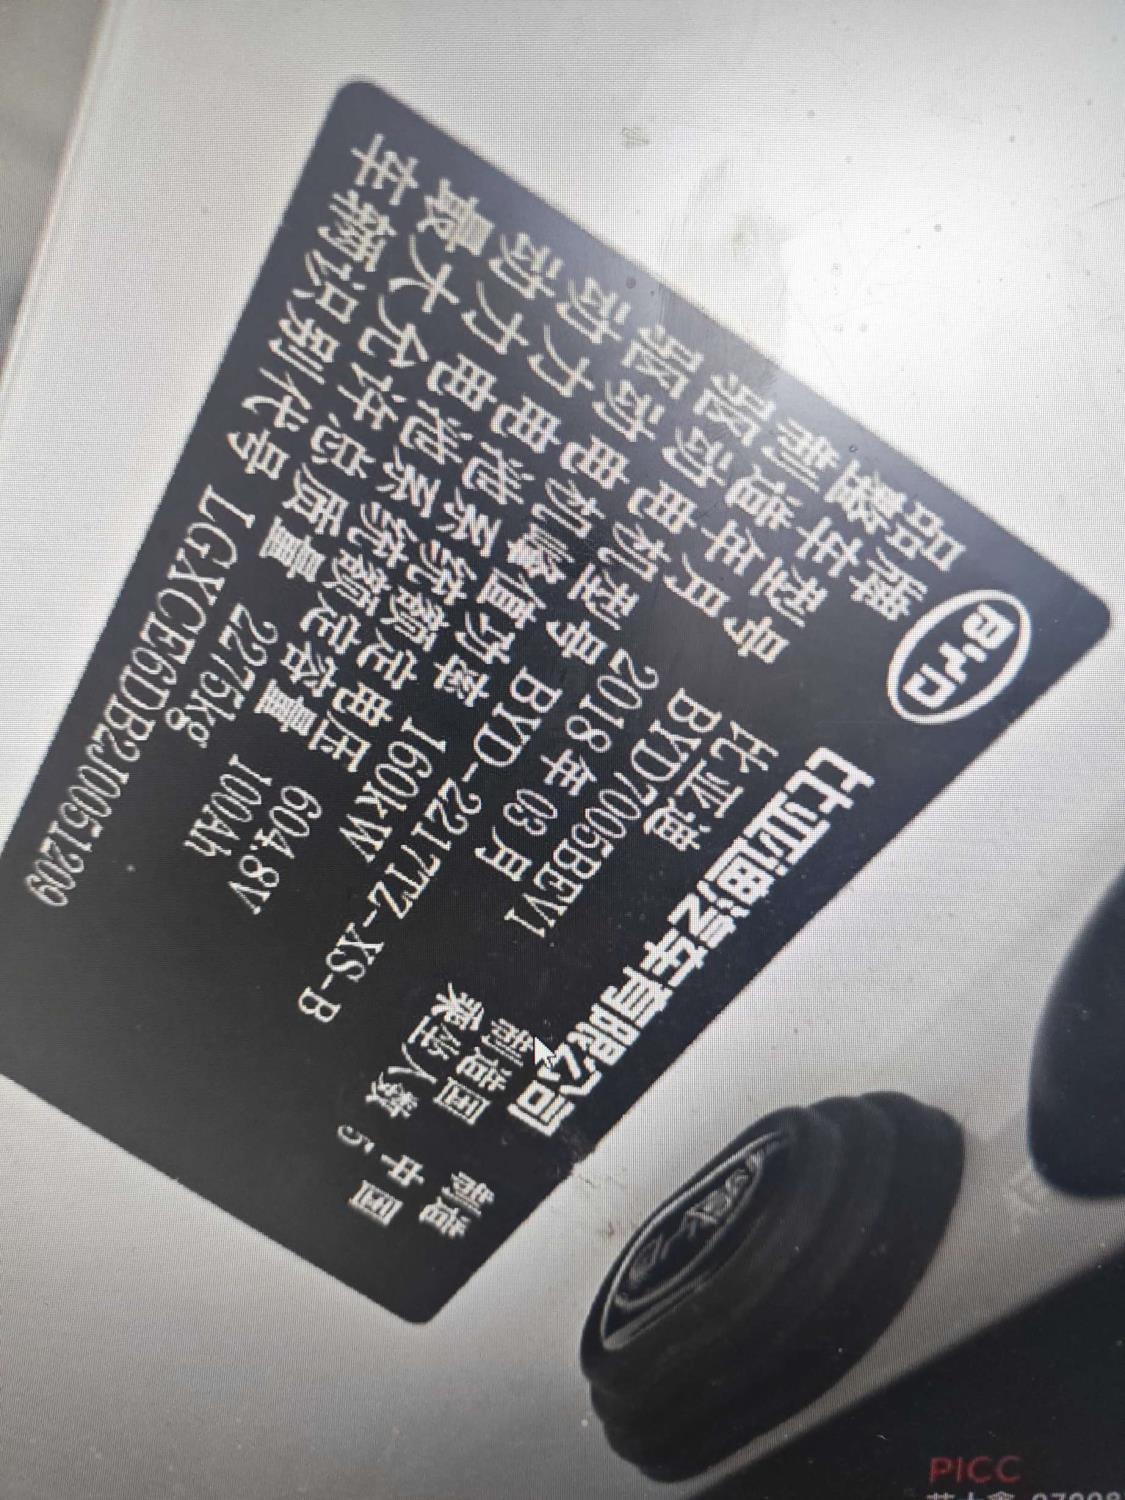 BYD 比亚迪汽车有限公司 制造
品牌 比亚迪 制造国 中国
整车型号 BYD7005BEV1 乘坐人数 5
制造年月 2018年03月
驱动电机型号 BYD-2217TZ-XS-B
驱动电机峰值功率 160kW
动力电池系统额定电压 604.8V
动力电池系统额定容量 100Ah
最大允许总质量 2275kg
车辆识别代号 LGXCE6DB2J0051209
PICC